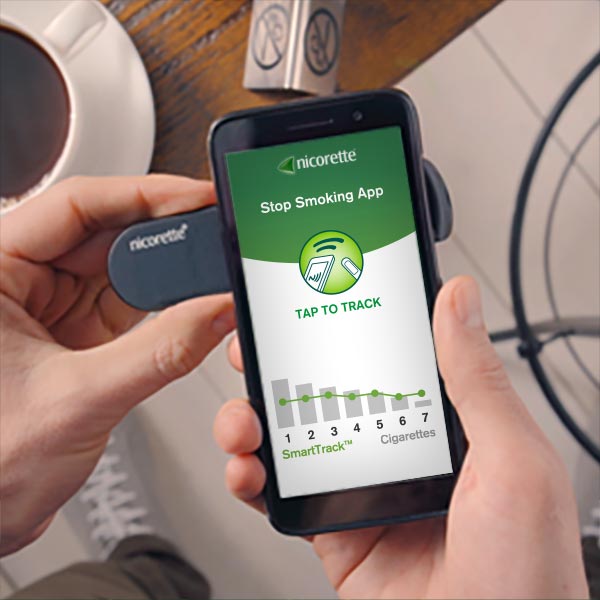 nicorette
Stop Smoking App
TAP TO TRACK
1 2 3 4 5 6 7
SmartTrack™ Cigarettes
nicorette®